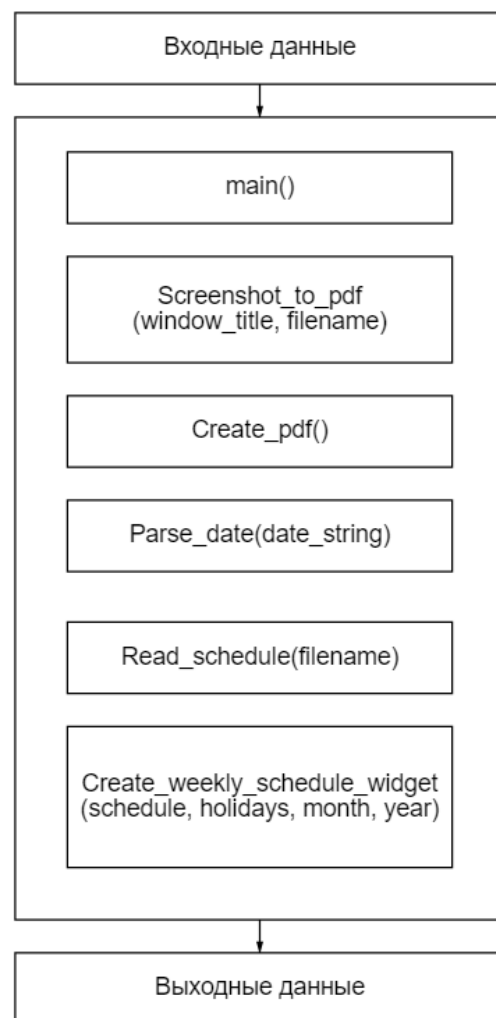 Входные данные
main()
Screenshot_to_pdf
(window_title, filename)
Create_pdf()
Parse_date(date_string)
Read_schedule(filename)
Create_weekly_schedule_widget
(schedule, holidays, month, year)
Выходные данные